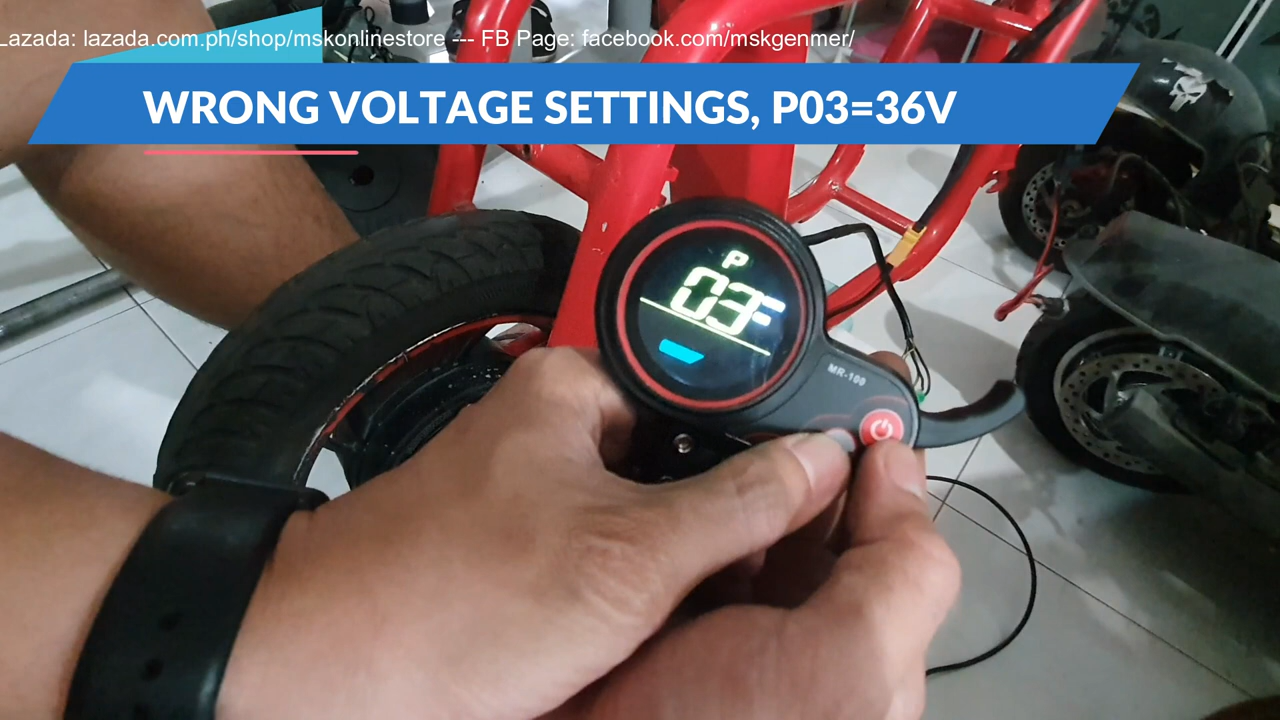 Lazada: lazada.com.ph/shop/mskonlinestore --- FB Page: facebook.com/mskgenmer/
WRONG VOLTAGE SETTINGS, P03=36V
P
03=
MR-100